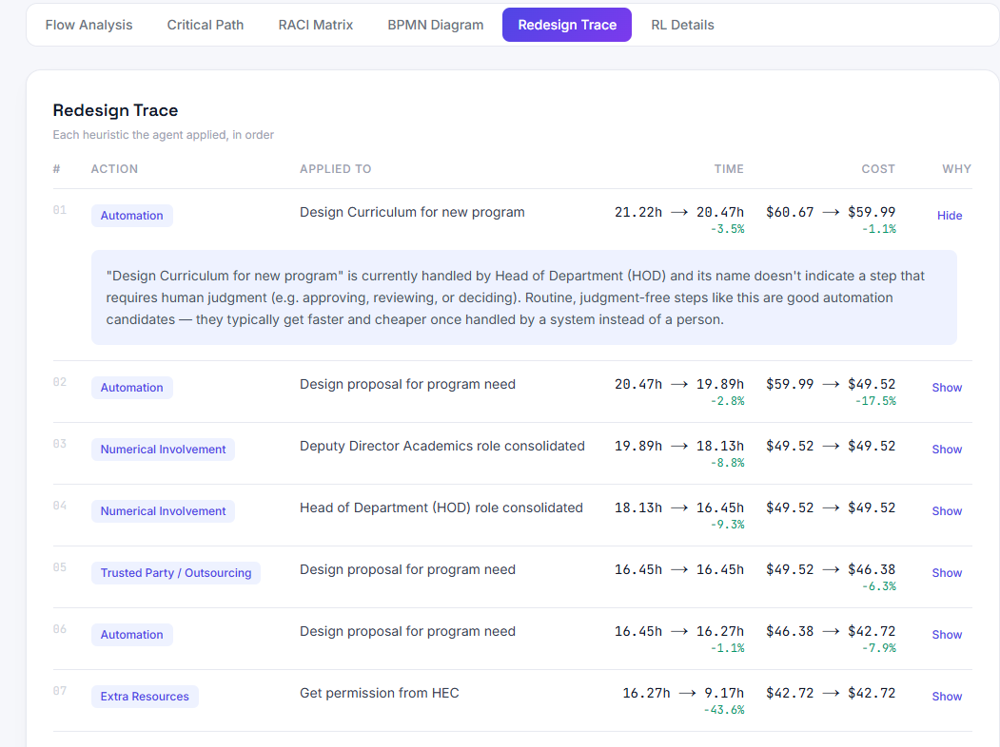 Flow Analysis Critical Path RACI Matrix BPMN Diagram Redesign Trace RL Details
Redesign Trace
Each heuristic the agent applied, in order
# ACTION APPLIED TO TIME COST WHY
01 Automation Design Curriculum for new program 21.22h → 20.47h $60.67 → $59.99 Hide
-3.5% -1.1%
"Design Curriculum for new program" is currently handled by Head of Department (HOD) and its name doesn't indicate a step that
requires human judgment (e.g. approving, reviewing, or deciding). Routine, judgment-free steps like this are good automation
candidates — they typically get faster and cheaper once handled by a system instead of a person.
02 Automation Design proposal for program need 20.47h → 19.89h $59.99 → $49.52 Show
-2.8% -17.5%
03 Numerical Involvement Deputy Director Academics role consolidated 19.89h → 18.13h $49.52 → $49.52 Show
-8.8%
04 Numerical Involvement Head of Department (HOD) role consolidated 18.13h → 16.45h $49.52 → $49.52 Show
-9.3%
05 Trusted Party / Outsourcing Design proposal for program need 16.45h → 16.45h $49.52 → $46.38 Show
-6.3%
06 Automation Design proposal for program need 16.45h → 16.27h $46.38 → $42.72 Show
-1.1% -7.9%
07 Extra Resources Get permission from HEC 16.27h → 9.17h $42.72 → $42.72 Show
-43.6%